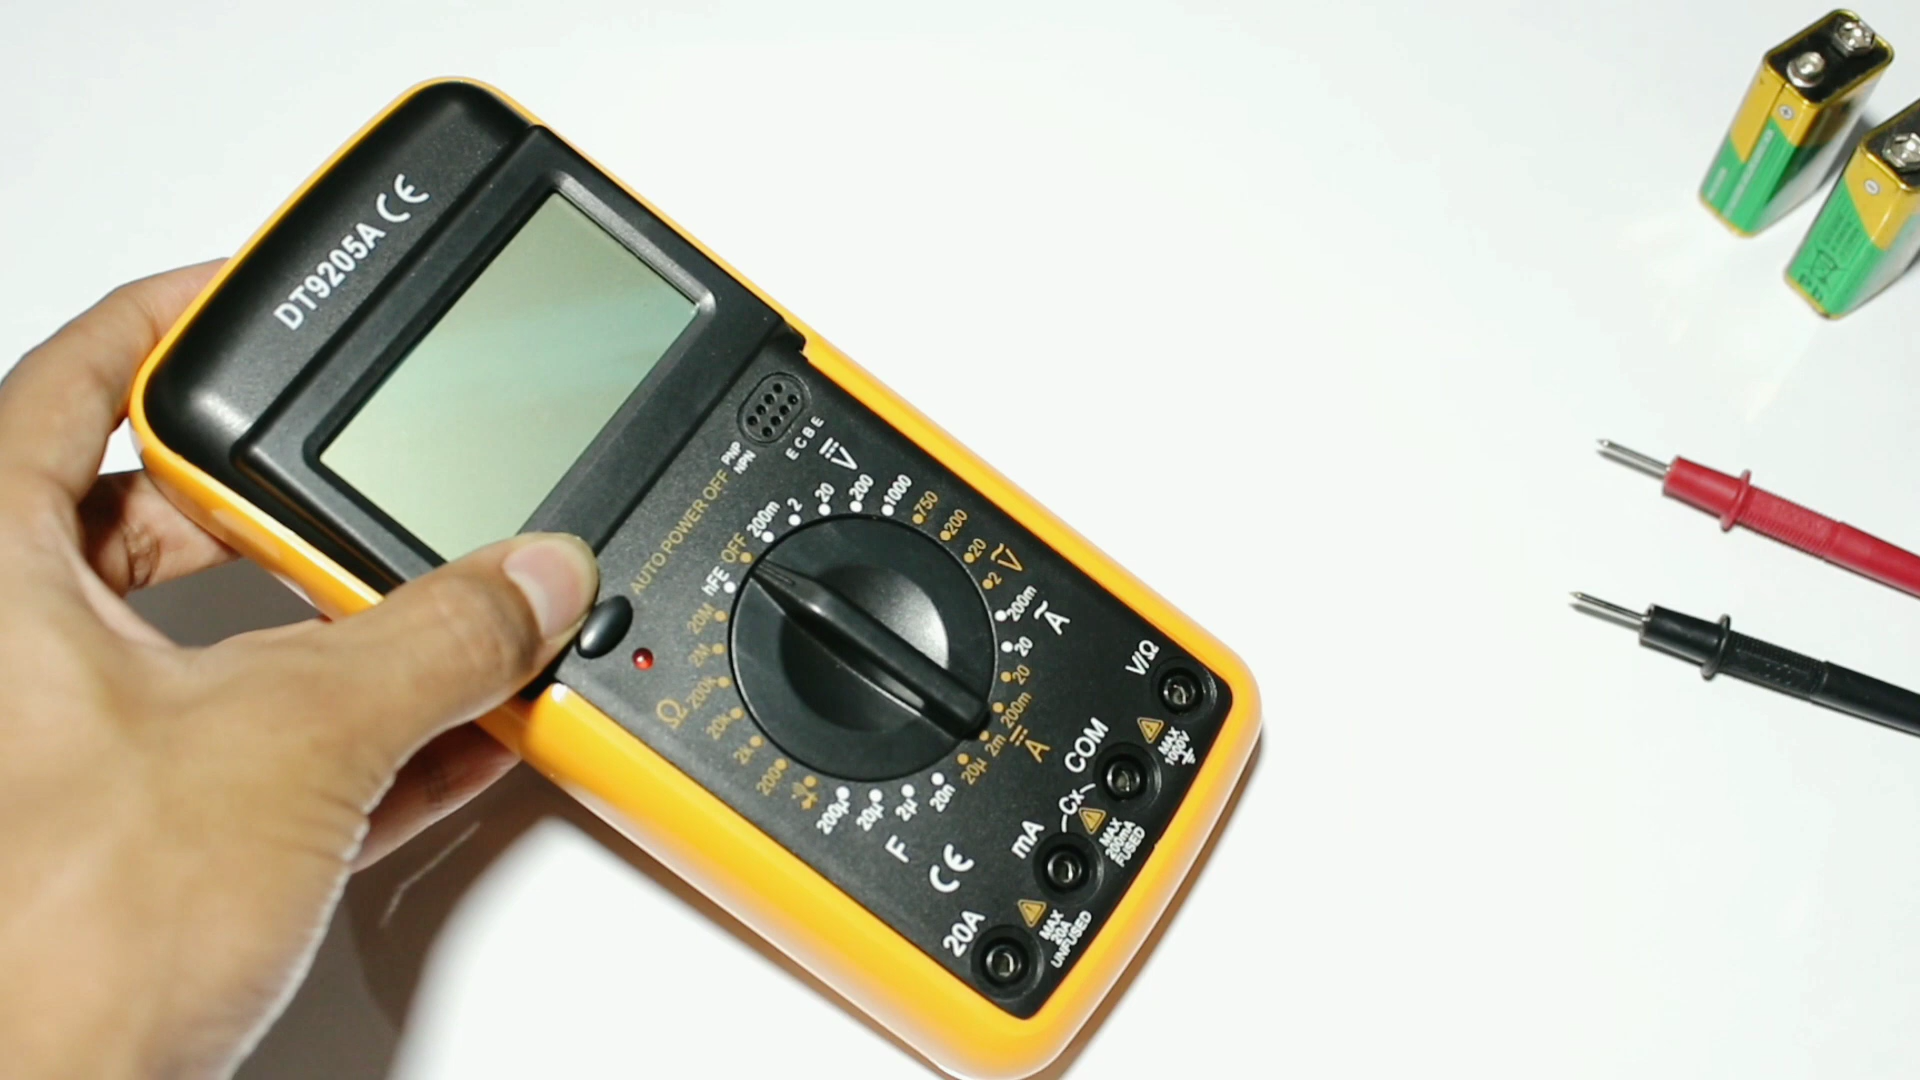 DT9205A CE
PNP
NPN
E C B E
AUTO POWER OFF
V
OFF
200m
2
20
200
1000
750
200
20
2
V
200m
20
A
20
200m
2m
20µ
A
20n
2µ
20µ
200µ
F
200
2k
20k
200k
2M
20M
Ω
hFE
CE
V/Ω
MAX
1000V
COM
Cx
MAX
200mA
FUSED
mA
MAX
20A
UNFUSED
20A